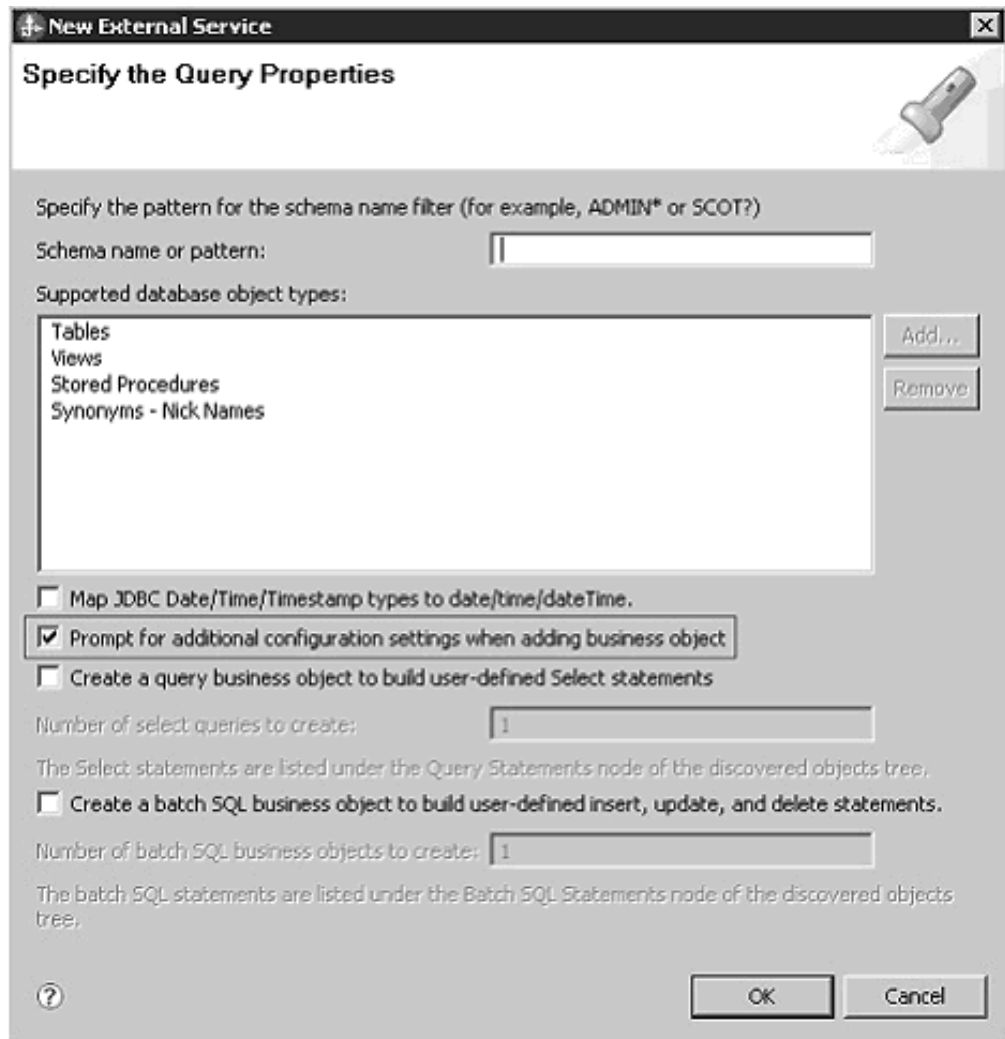 New External Service
Specify the Query Properties
Specify the pattern for the schema name filter (for example, ADMIN* or SCOT?)
Schema name or pattern:
Supported database object types:
Tables
Views
Stored Procedures
Synonyms - Nick Names
Add...
Remove
Map JDBC Date/Time/Timestamp types to date/time/dateTime.
Prompt for additional configuration settings when adding business object
Create a query business object to build user-defined Select statements
Number of select queries to create: 1
The Select statements are listed under the Query Statements node of the discovered objects tree.
Create a batch SQL business object to build user-defined insert, update, and delete statements.
Number of batch SQL business objects to create: 1
The batch SQL statements are listed under the Batch SQL Statements node of the discovered objects
tree.
?
OK Cancel